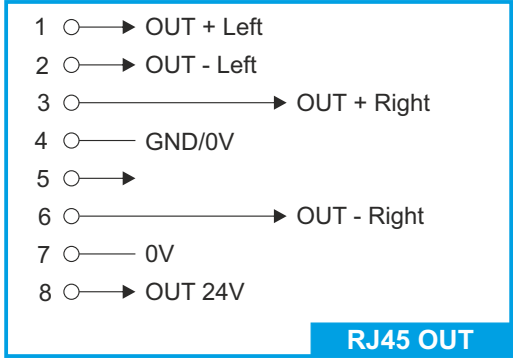 1 OUT + Left
2 OUT - Left
3 OUT + Right
4 GND/0V
5
6 OUT - Right
7 0V
8 OUT 24V
RJ45 OUT